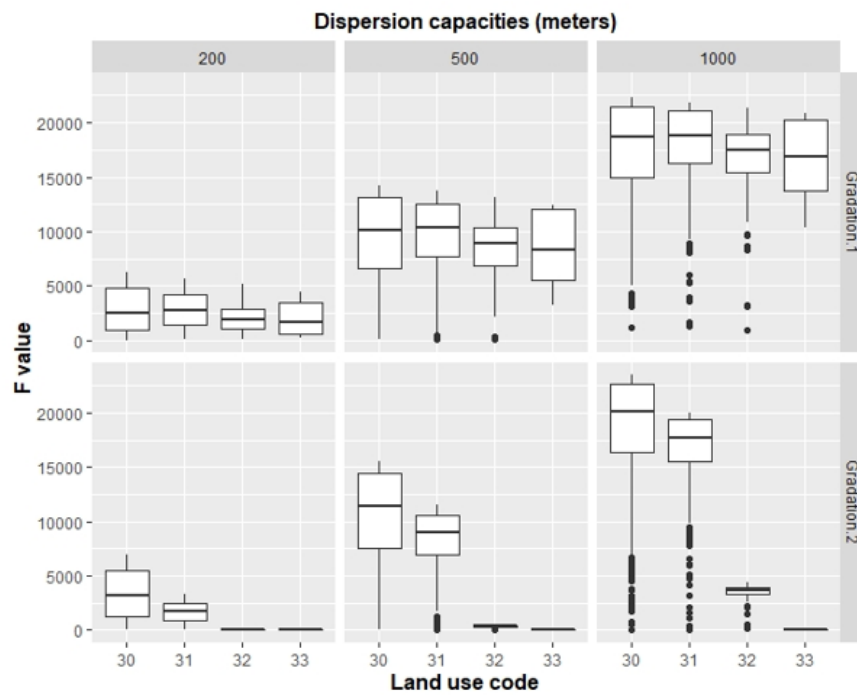 Dispersion capacities (meters)
200 500 1000
20000
15000
10000
5000
0
Gradation.1
F value
20000
15000
10000
5000
0
Gradation.2
30 31 32 33 30 31 32 33 30 31 32 33
Land use code